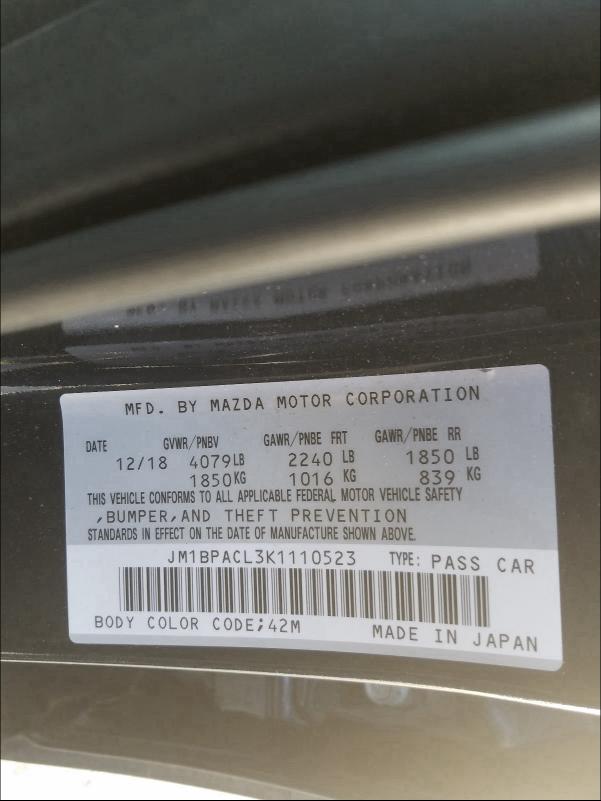 MFD. BY MAZDA MOTOR CORPORATION
DATE GVWR/PNBV GAWR/PNBE FRT GAWR/PNBE RR
12/18 4079LB 2240 LB 1850 LB
1850KG 1016 KG 839 KG
THIS VEHICLE CONFORMS TO ALL APPLICABLE FEDERAL MOTOR VEHICLE SAFETY
,BUMPER,AND THEFT PREVENTION
STANDARDS IN EFFECT ON THE DATE OF MANUFACTURE SHOWN ABOVE.
JM1BPACL3K1110523 TYPE: PASS CAR
BODY COLOR CODE;42M MADE IN JAPAN